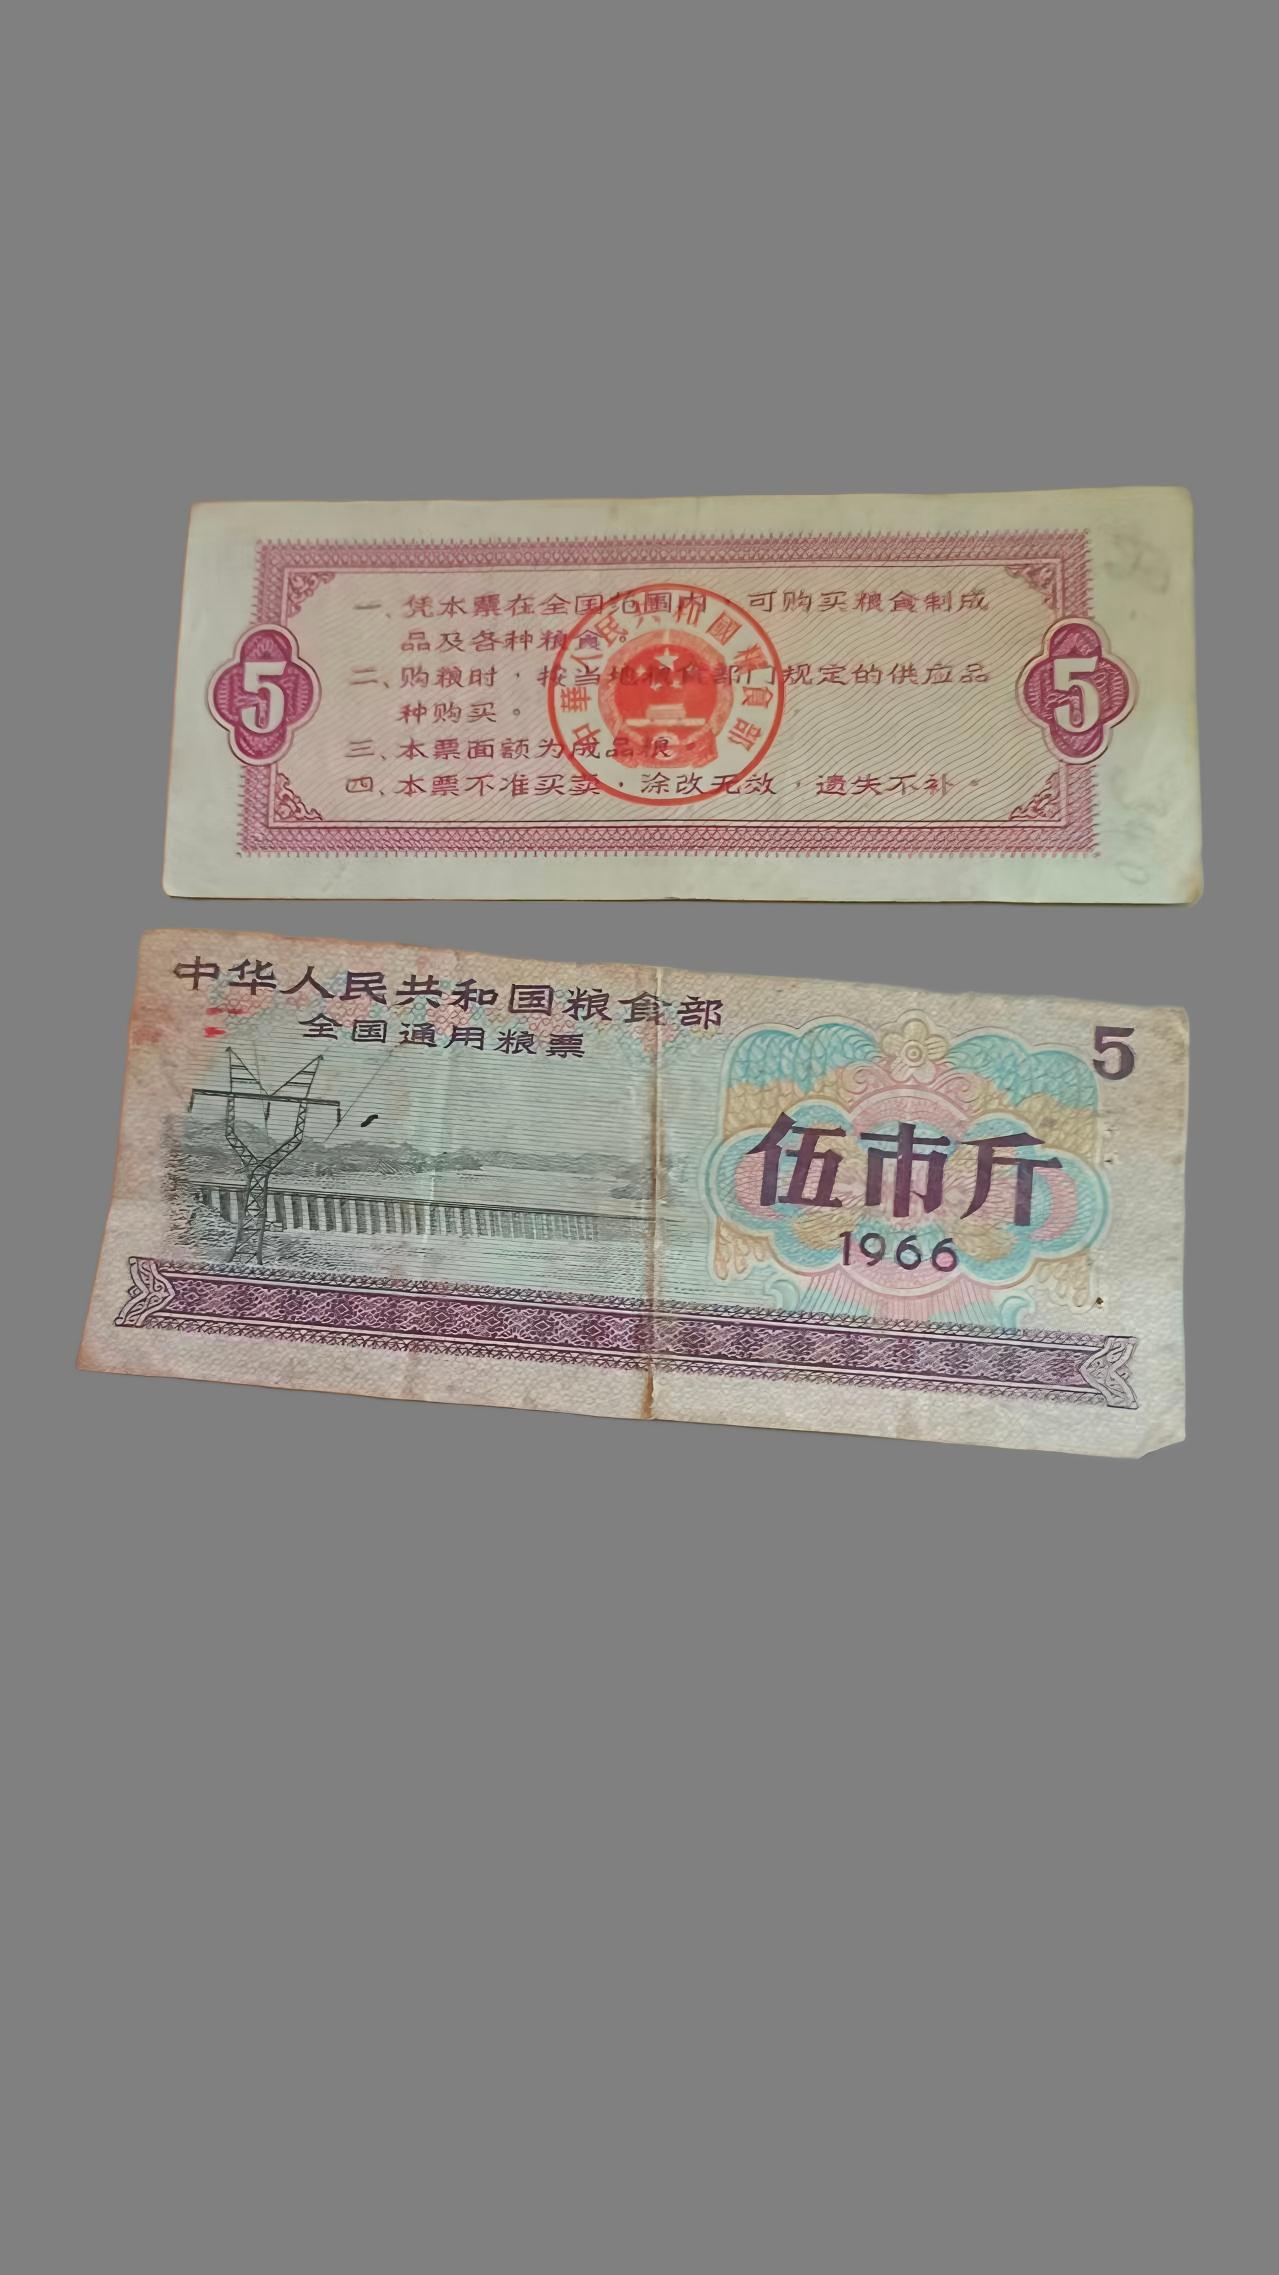 一、凭本票在全国范围内，可购买粮食制成
品及各种粮食。
二、购粮时，按当地粮食部门规定的供应品
种购买。
三、本票面额为成品粮。
四、本票不准买卖，涂改无效，遗失不补。
5
5
中華人民共和國糧食部
中华人民共和国粮食部
全国通用粮票
5
伍市斤
1966